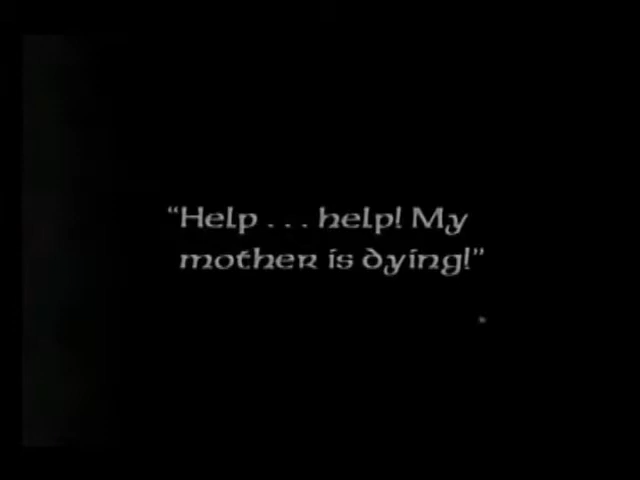 “Help . . . help! My
mother is dying!”